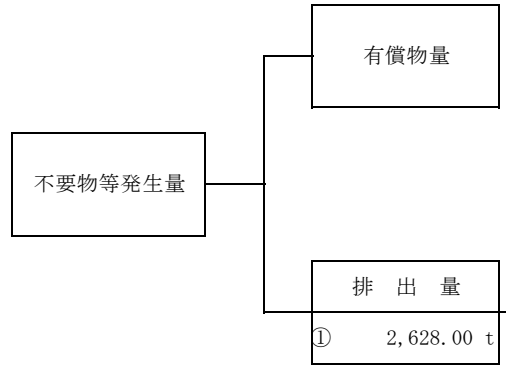 有償物量
不要物等発生量
排 出 量
① 2,628.00 t